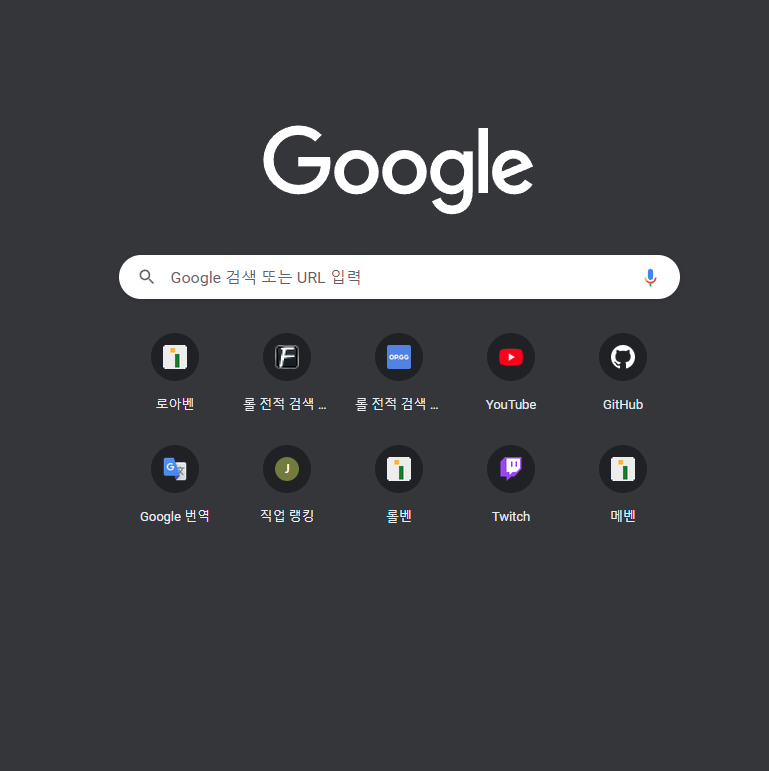 Google
Google 검색 또는 URL 입력
F
OP.GG
로아벤
롤 전적 검색 ...
롤 전적 검색 ...
YouTube
GitHub
G
J
Google 번역
직업 랭킹
롤벤
Twitch
메벤